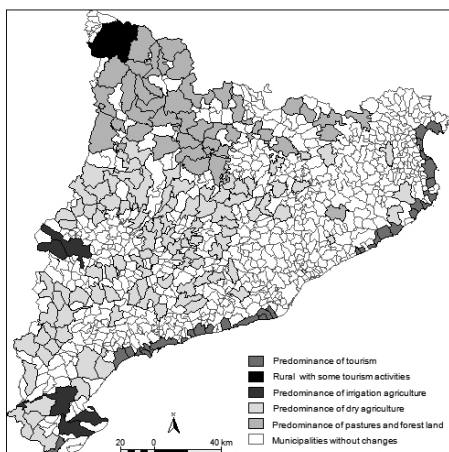 Predominance of tourism
Rural with some tourism activities
Predominance of irrigation agriculture
Predominance of dry agriculture
Predominance of pastures and forest land
Municipalities without changes
N
20 0 20 40 km